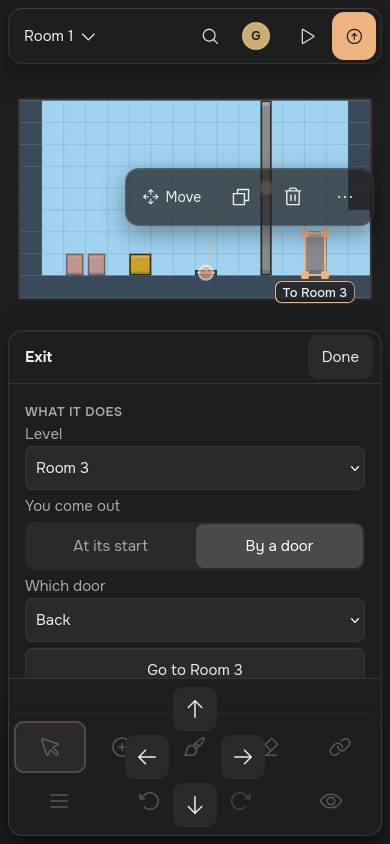 Room 1
G
Move
To Room 3
Exit
Done
WHAT IT DOES
Level
Room 3
You come out
At its start
By a door
Which door
Back
Go to Room 3